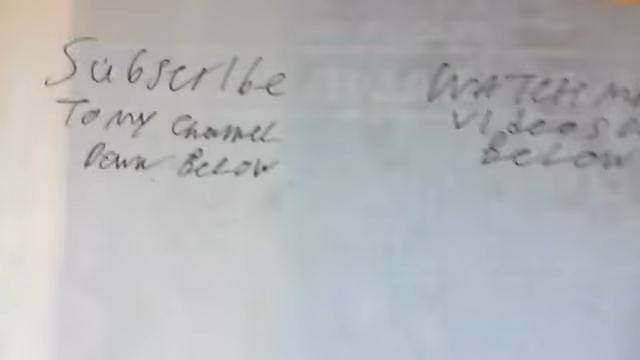 Subscribe
To My Channel
Down Below
WATCH
Videos
Below